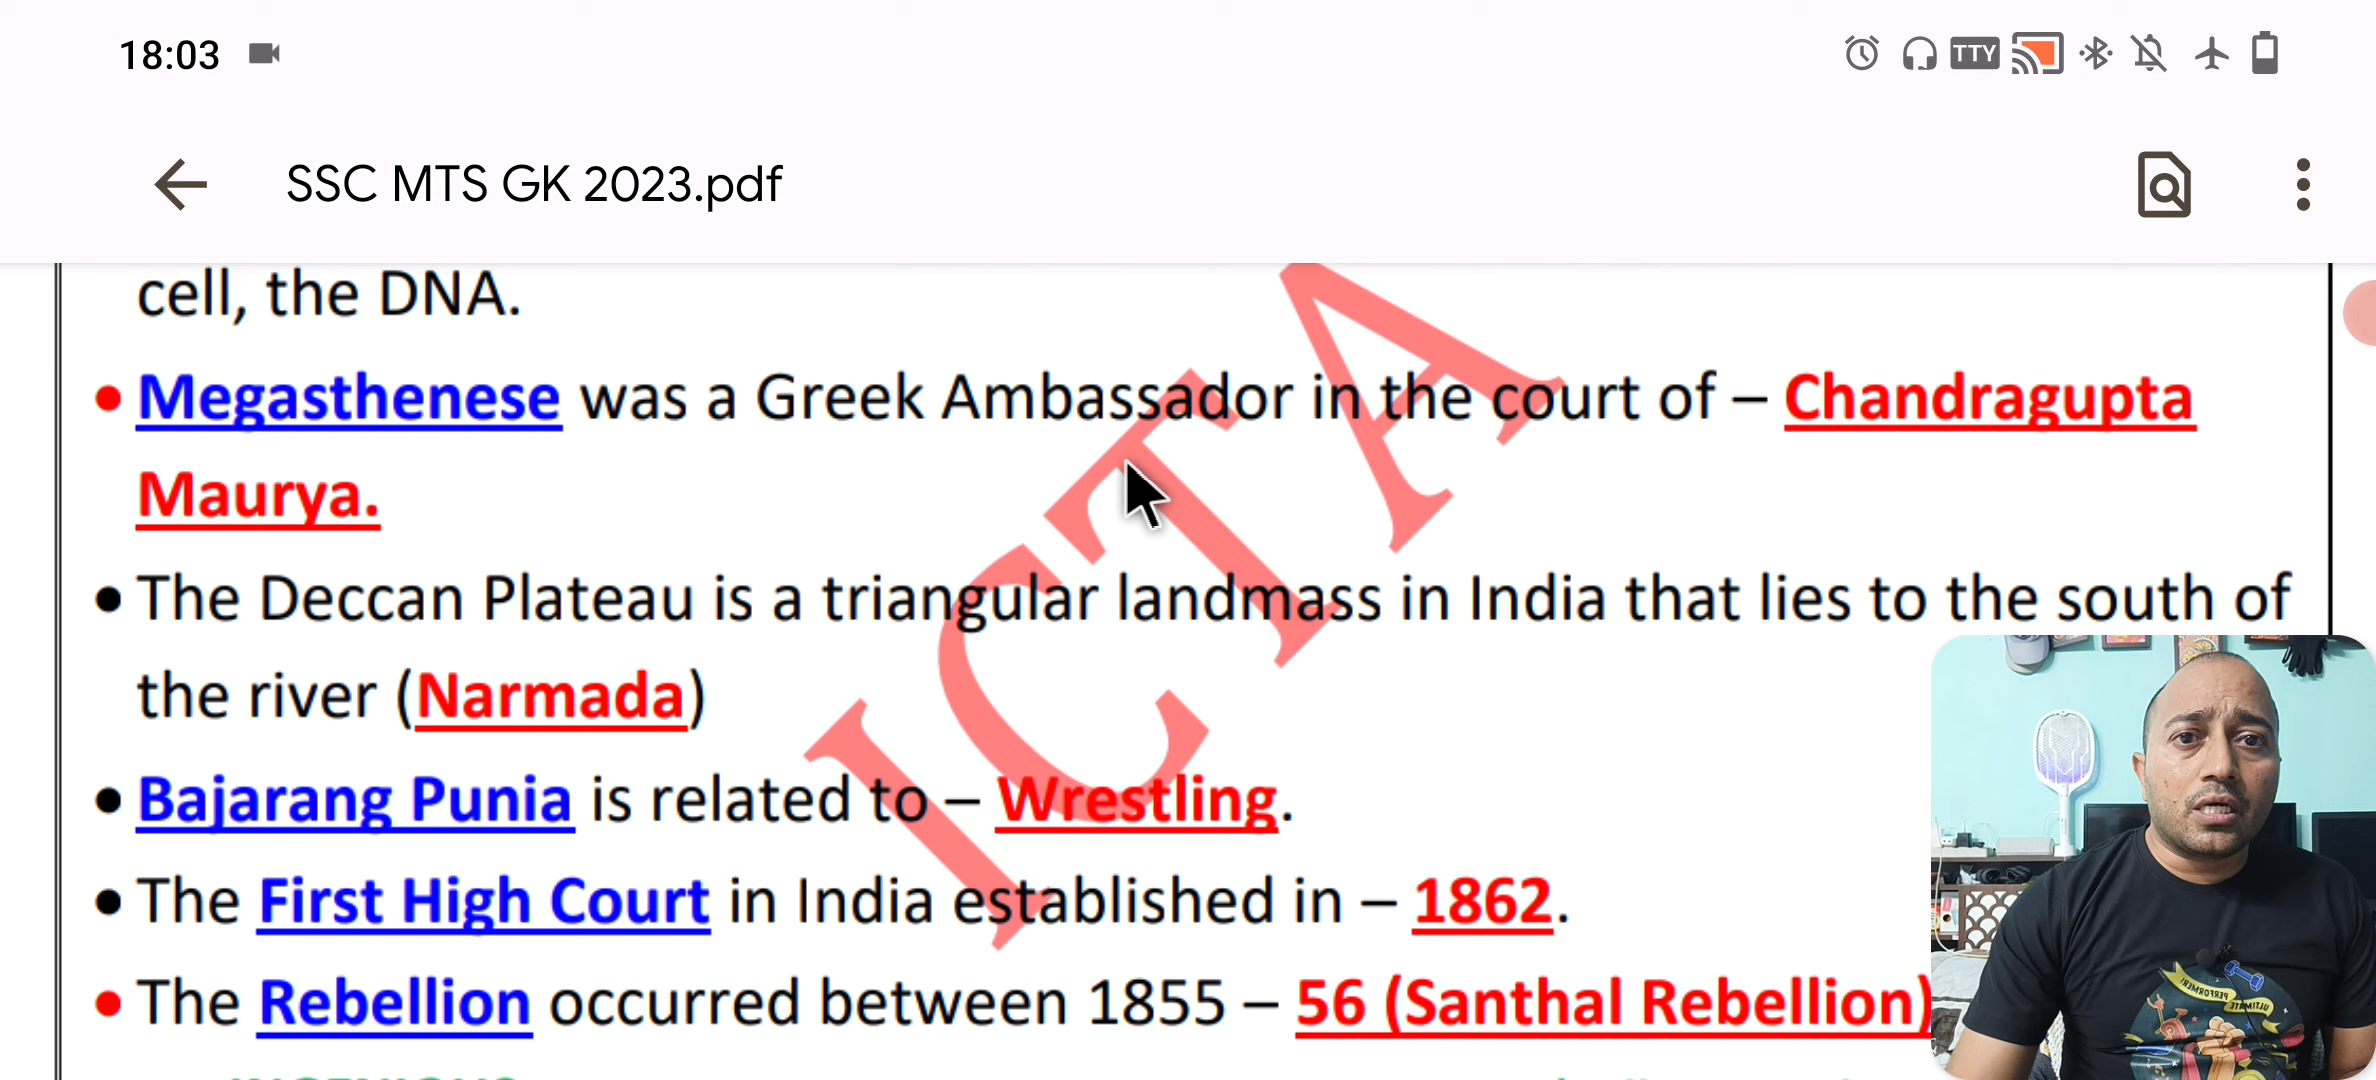 18:03
TTY
SSC MTS GK 2023.pdf
cell, the DNA.
• Megasthenese was a Greek Ambassador in the court of – Chandragupta
Maurya.
• The Deccan Plateau is a triangular landmass in India that lies to the south of
the river (Narmada)
• Bajarang Punia is related to – Wrestling.
• The First High Court in India established in – 1862.
• The Rebellion occurred between 1855 – 56 (Santhal Rebellion)
ICTA